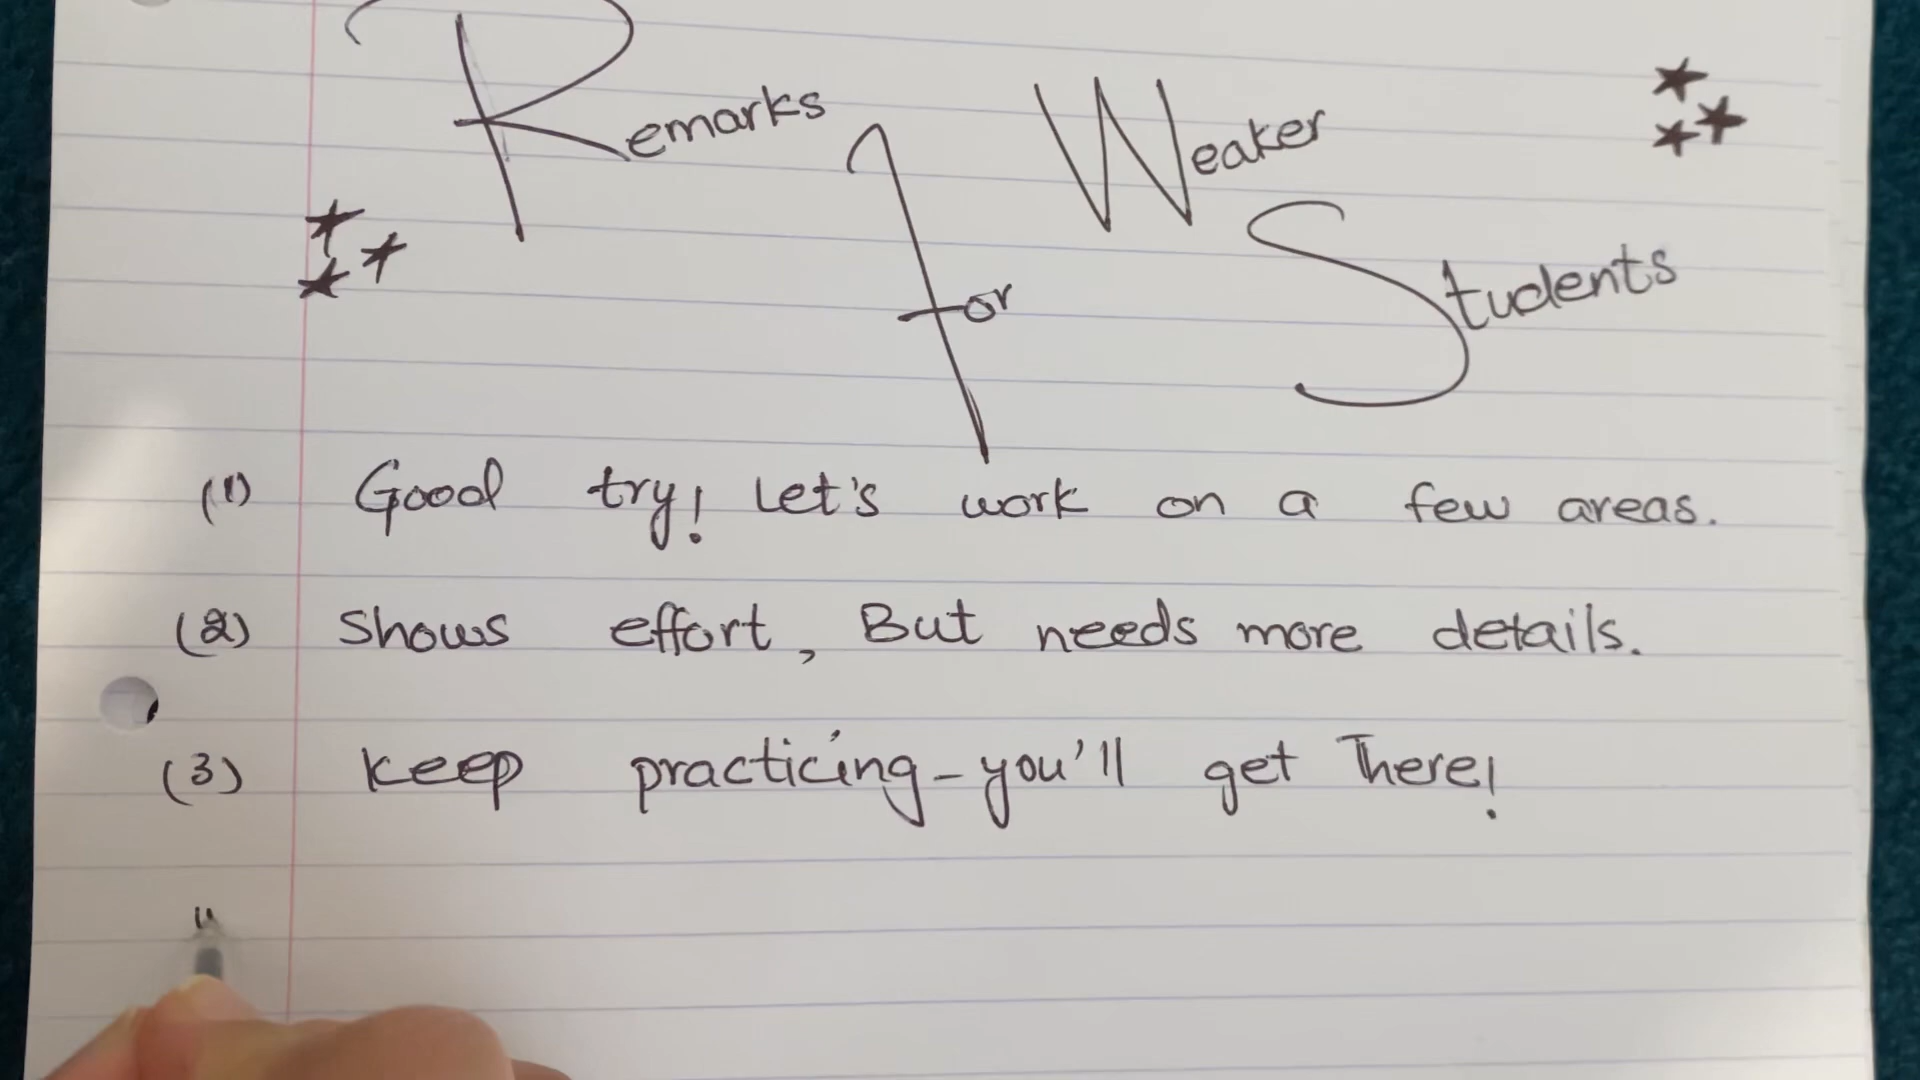 Remarks for Weaker Students
(1) Good try! Let's work on a few areas.
(2) Shows effort, But needs more details.
(3) Keep practicing - you'll get There!